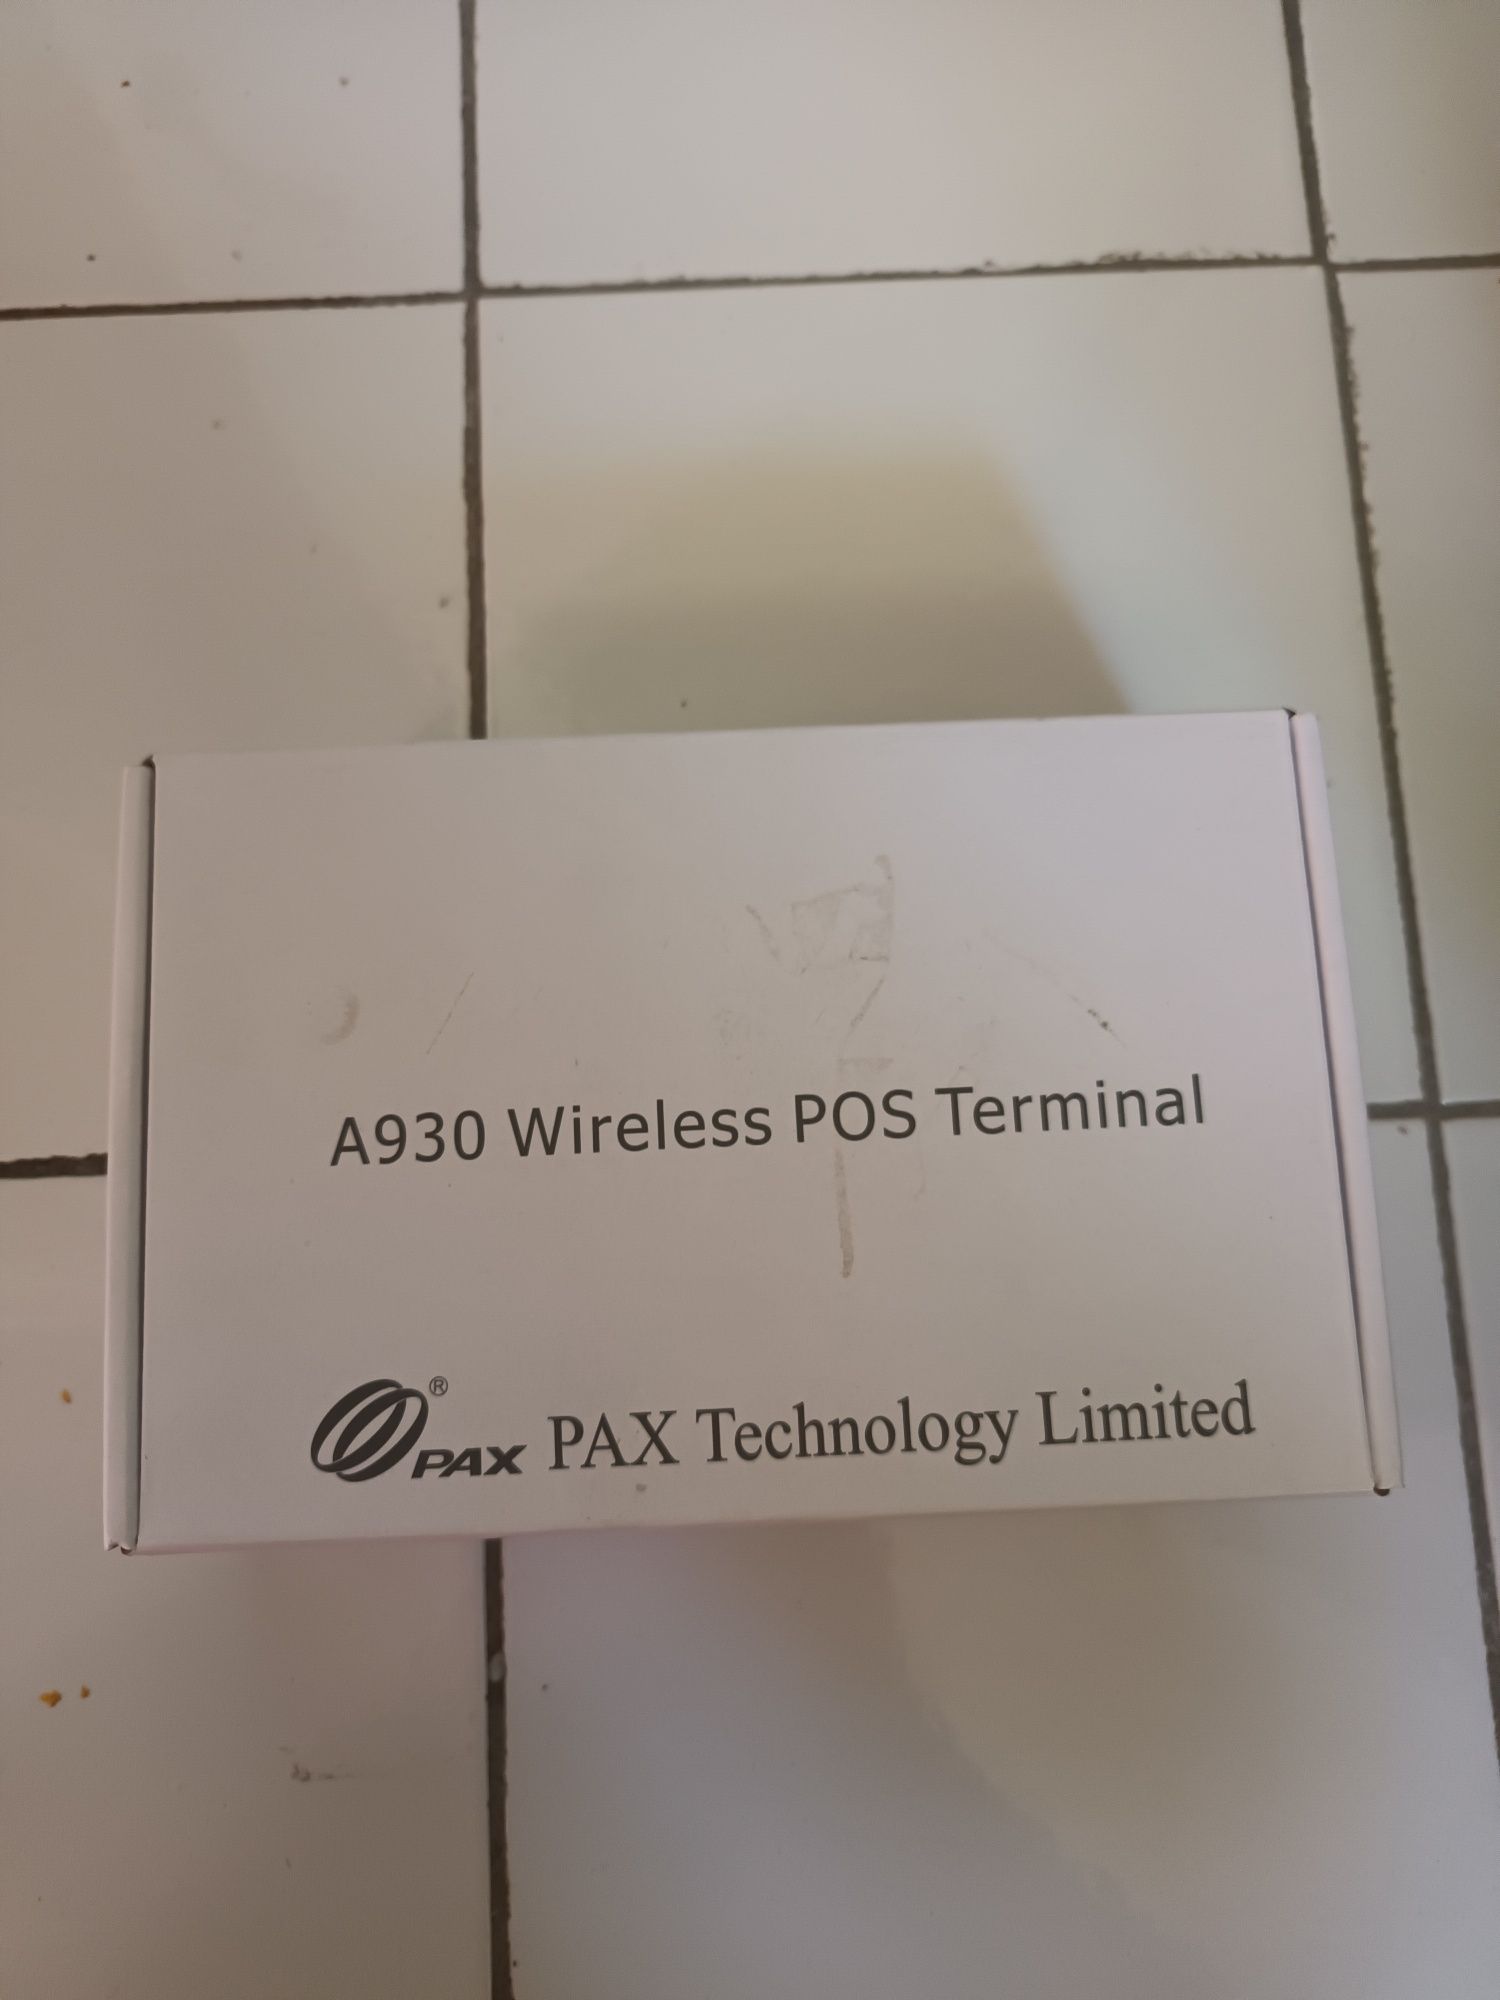 A930 Wireless POS Terminal
® PAX PAX Technology Limited